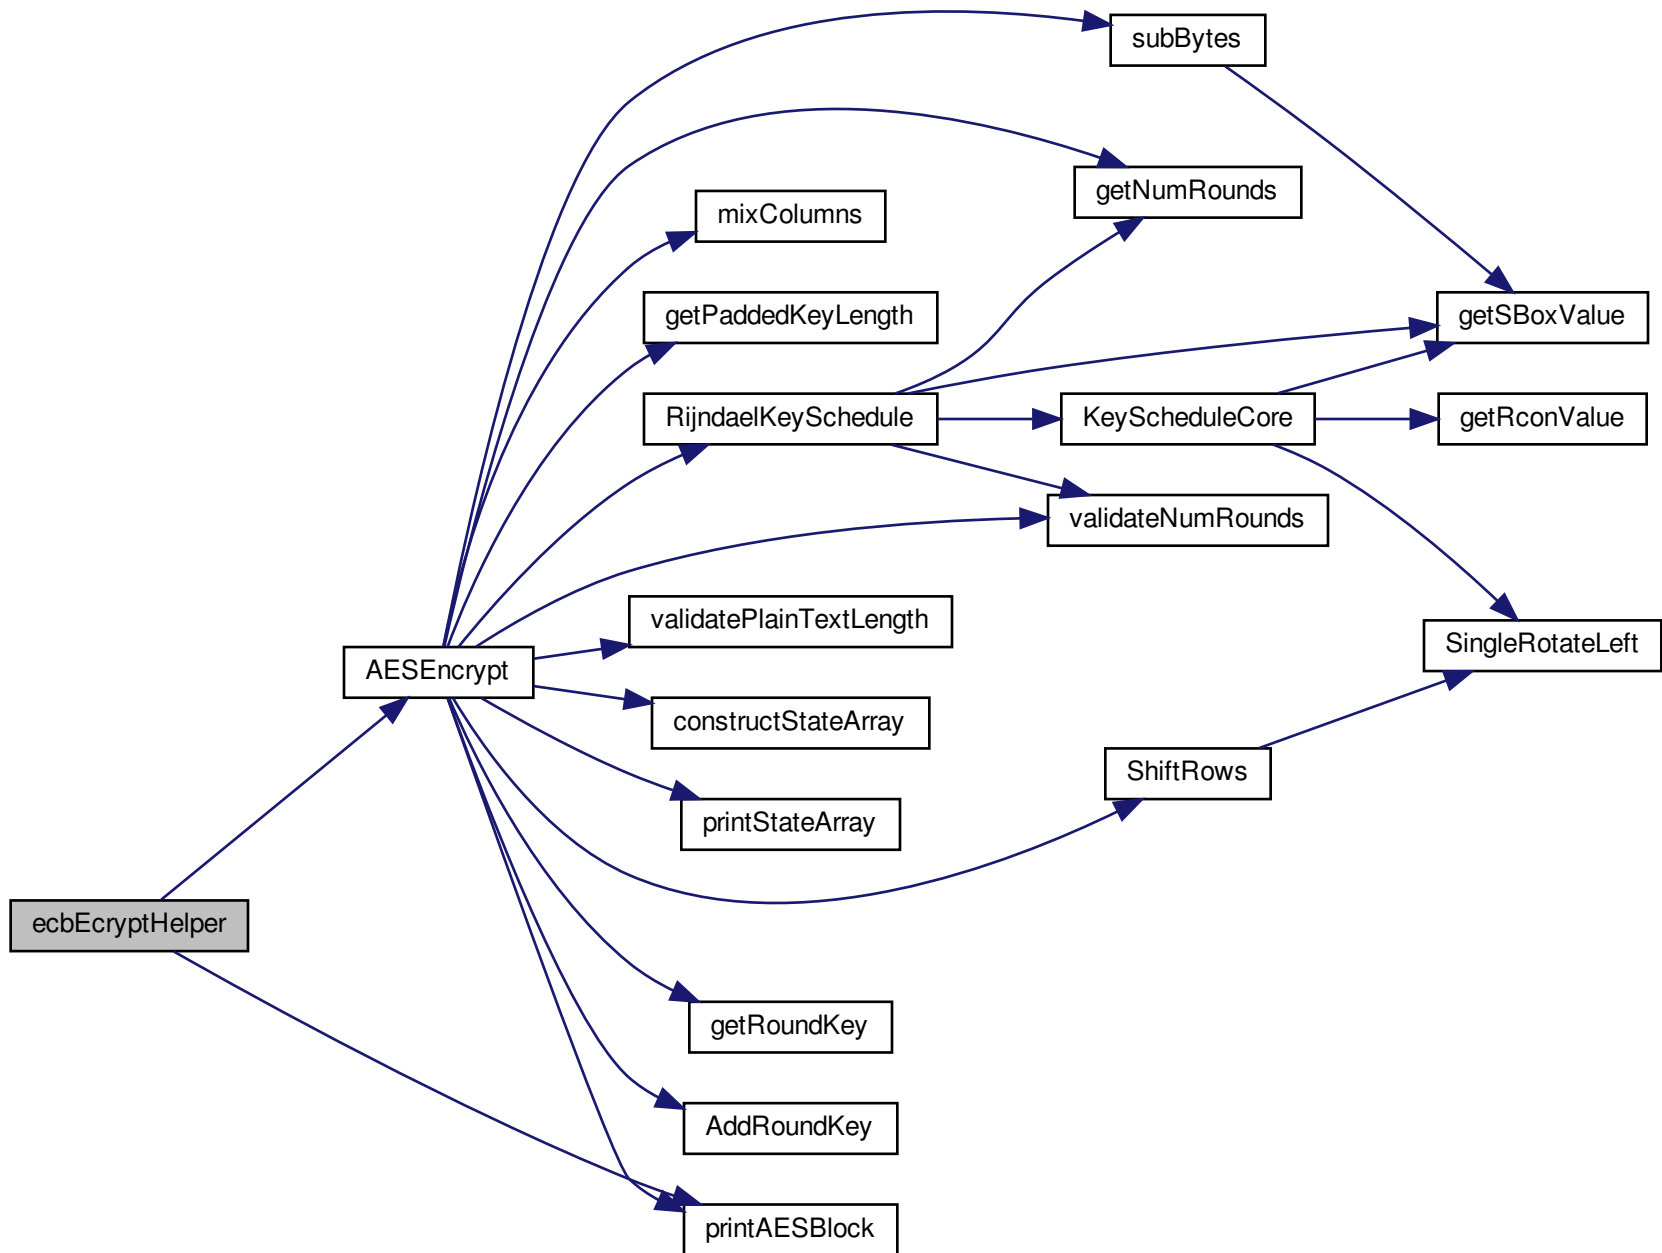 subBytes
getNumRounds
mixColumns
getPaddedKeyLength
getSBoxValue
RijndaelKeySchedule
KeyScheduleCore
getRconValue
validateNumRounds
validatePlainTextLength
SingleRotateLeft
AESEncrypt
constructStateArray
ShiftRows
printStateArray
ecbEcryptHelper
getRoundKey
AddRoundKey
printAESBlock